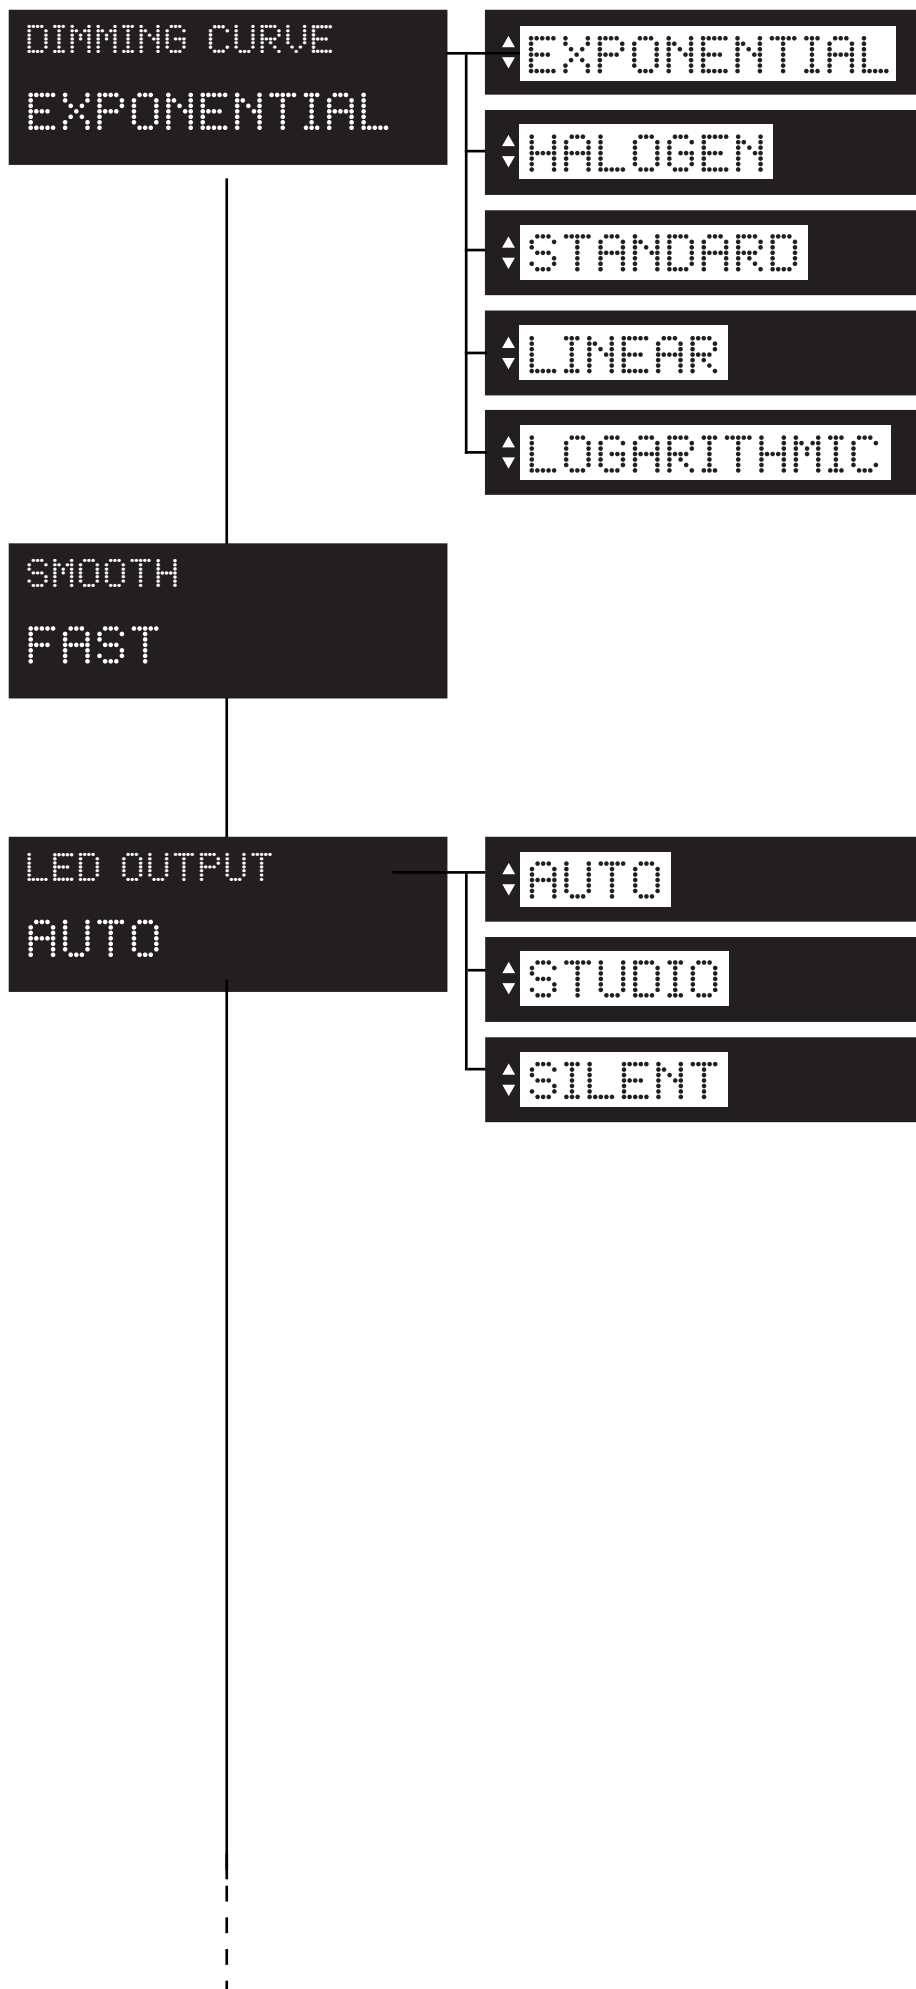 DIMMING CURVE
EXPONENTIAL
EXPONENTIAL
HALOGEN
STANDARD
LINEAR
LOGARITHMIC
SMOOTH
FAST
LED OUTPUT
AUTO
AUTO
STUDIO
SILENT